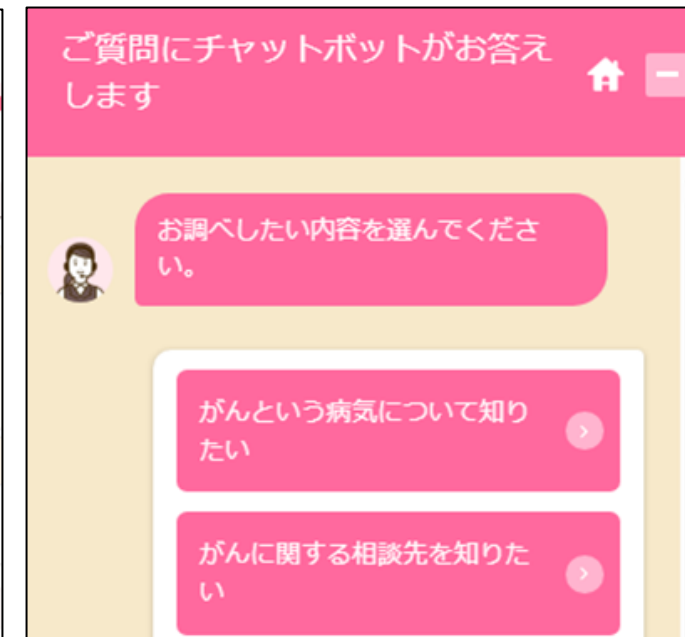 ご質問にチャットボットがお答え
します
お調べしたい内容を選んでくださ
い。
がんという病気について知り
たい
がんに関する相談先を知りた
い